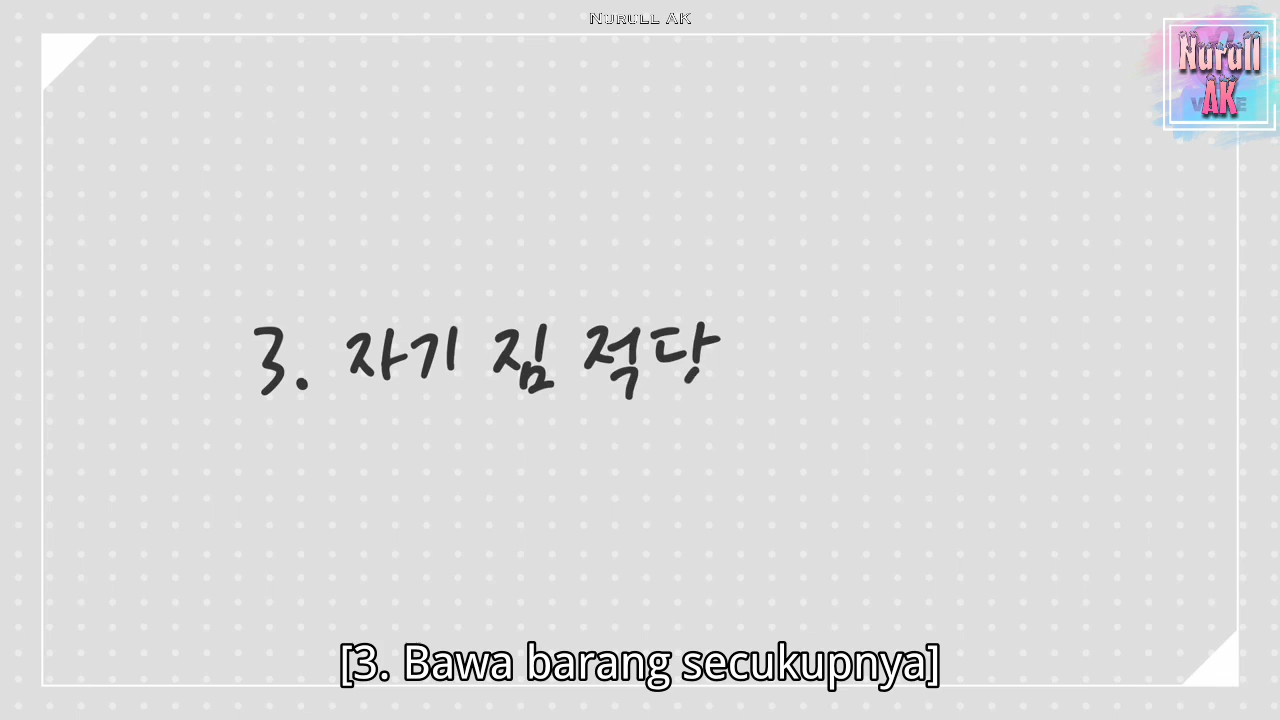 Nurull AK
Nurull
AK
3. 자기 짐 적당
[3. Bawa barang secukupnya]